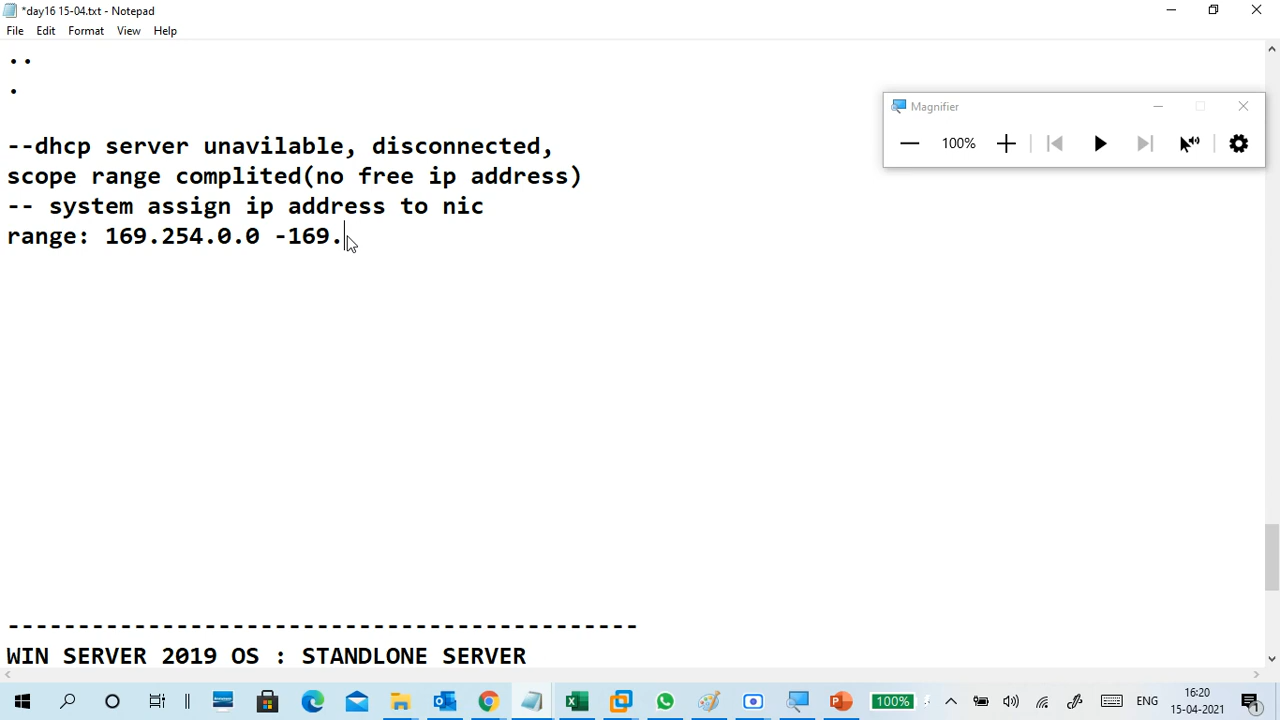 *day16 15-04.txt - Notepad
File Edit Format View Help
..
.
Magnifier
100%
--dhcp server unavilable, disconnected,
scope range complited(no free ip address)
-- system assign ip address to nic
range: 169.254.0.0 -169.
---------------------------------------------
WIN SERVER 2019 OS : STANDLONE SERVER
100%
ENG
16:20
15-04-2021
1